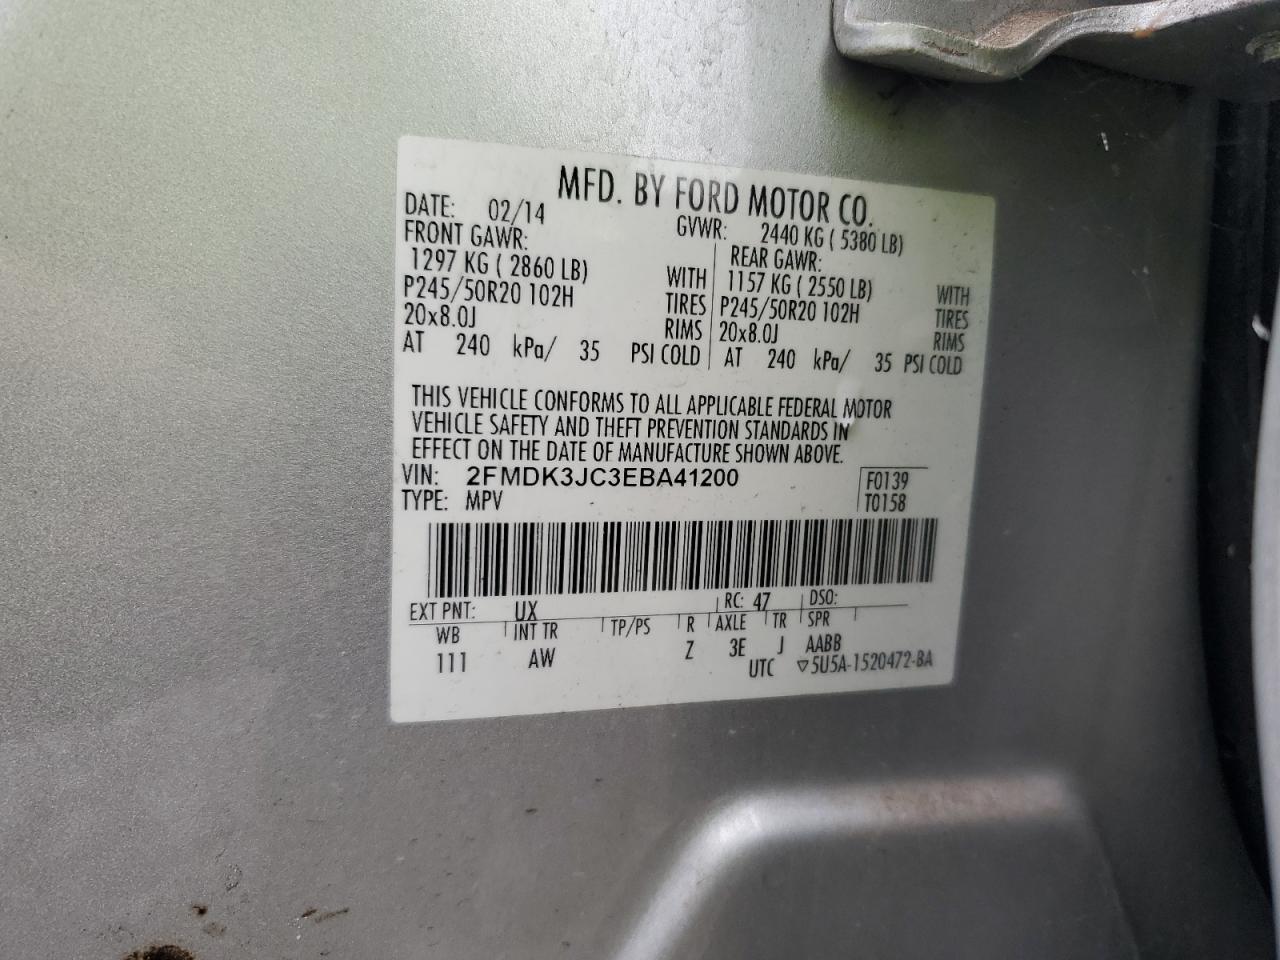 MFD. BY FORD MOTOR CO.
DATE: 02/14 GVWR: 2440 KG ( 5380 LB)
FRONT GAWR: REAR GAWR:
1297 KG ( 2860 LB) WITH 1157 KG ( 2550 LB) WITH
P245/50R20 102H TIRES P245/50R20 102H TIRES
20x8.0J RIMS 20x8.0J RIMS
AT 240 kPa/ 35 PSI COLD AT 240 kPa/ 35 PSI COLD
THIS VEHICLE CONFORMS TO ALL APPLICABLE FEDERAL MOTOR
VEHICLE SAFETY AND THEFT PREVENTION STANDARDS IN
EFFECT ON THE DATE OF MANUFACTURE SHOWN ABOVE.
VIN: 2FMDK3JC3EBA41200 F0139
TYPE: MPV T0158
EXT PNT: UX RC: 47 DSO:
WB INT TR TP/PS R AXLE TR SPR
111 AW Z 3E J AABB
UTC ▽5U5A-1520472-BA